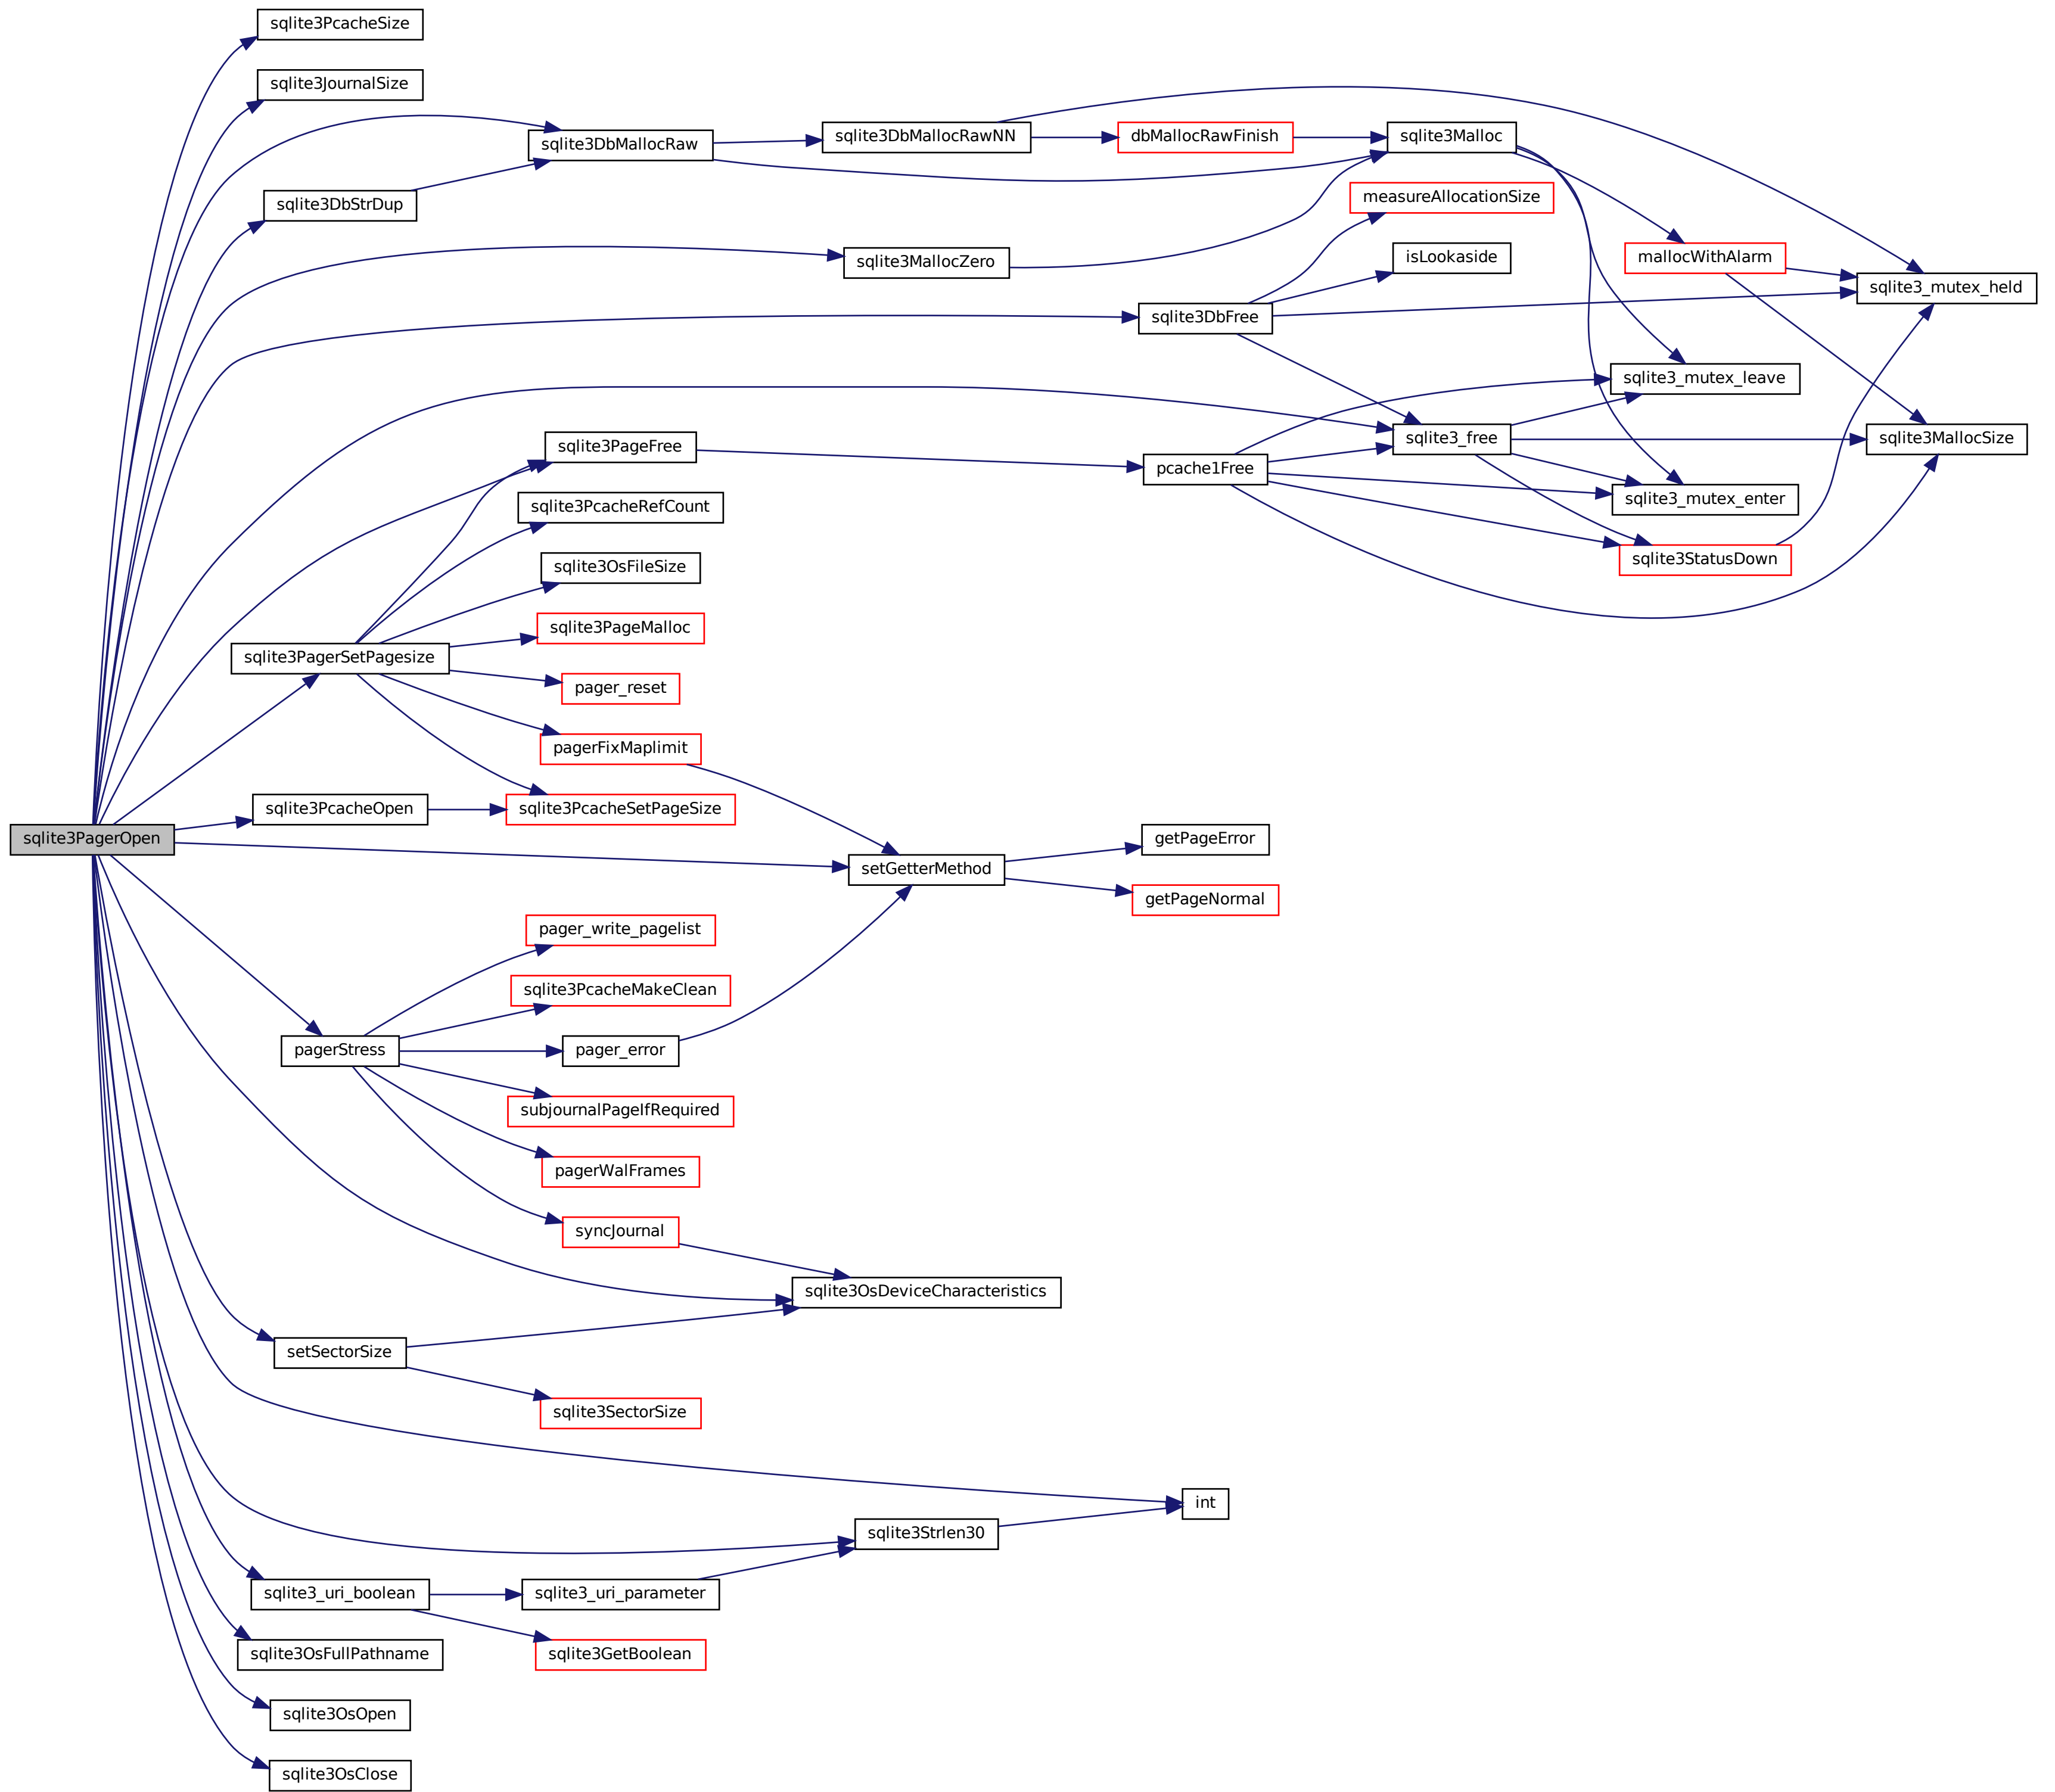 sqlite3PcacheSize
sqlite3JournalSize
sqlite3DbMallocRaw
sqlite3DbMallocRawNN
dbMallocRawFinish
sqlite3Malloc
sqlite3DbStrDup
measureAllocationSize
sqlite3MallocZero
isLookaside
mallocWithAlarm
sqlite3_mutex_held
sqlite3DbFree
sqlite3_mutex_leave
sqlite3PageFree
sqlite3_free
sqlite3MallocSize
pcache1Free
sqlite3_mutex_enter
sqlite3PcacheRefCount
sqlite3OsFileSize
sqlite3StatusDown
sqlite3PageMalloc
sqlite3PagerSetPagesize
pager_reset
pagerFixMaplimit
sqlite3PcacheOpen
sqlite3PcacheSetPageSize
sqlite3PagerOpen
getPageError
setGetterMethod
getPageNormal
pager_write_pagelist
sqlite3PcacheMakeClean
pagerStress
pager_error
subjournalPageIfRequired
pagerWalFrames
syncJournal
sqlite3OsDeviceCharacteristics
setSectorSize
sqlite3SectorSize
int
sqlite3Strlen30
sqlite3_uri_boolean
sqlite3_uri_parameter
sqlite3OsFullPathname
sqlite3GetBoolean
sqlite3OsOpen
sqlite3OsClose